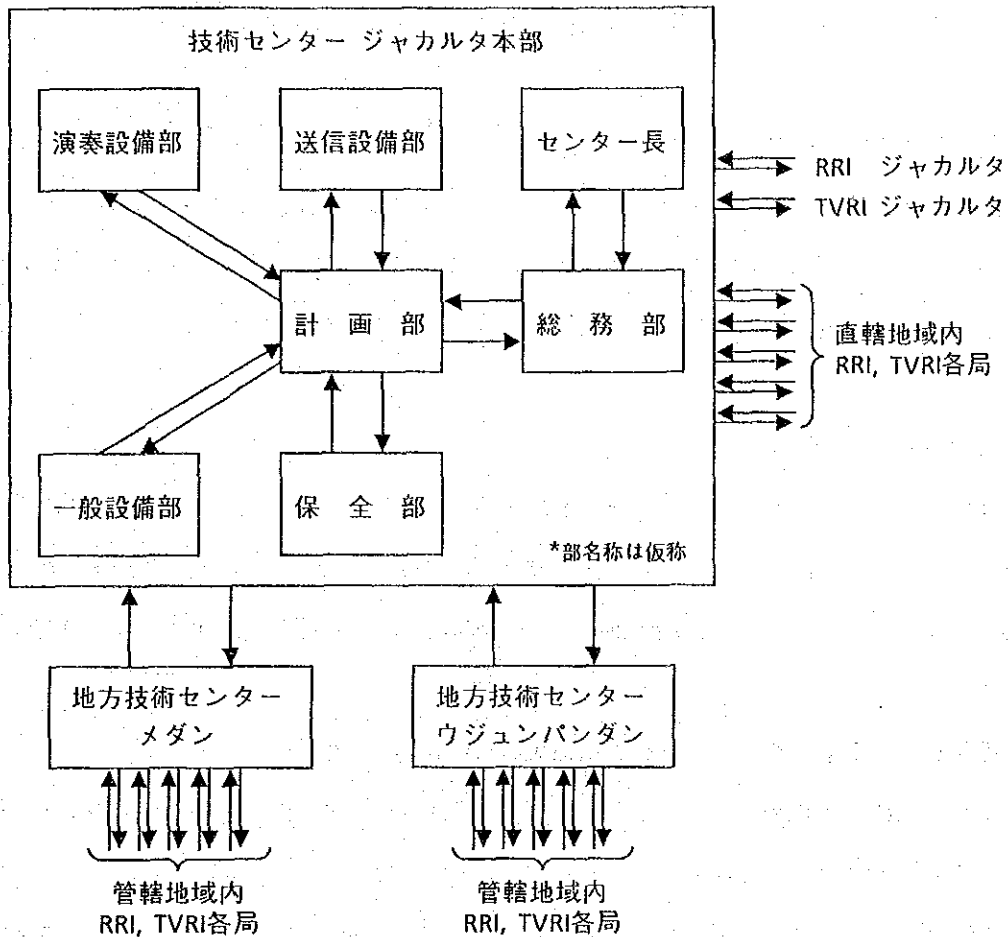 技術センター ジャカルタ本部
演奏設備部
送信設備部
センター長
RRI ジャカルタ
TVRI ジャカルタ
計画部
総務部
直轄地域内
RRI, TVRI各局
一般設備部
保全部
*部名称は仮称
地方技術センター
メダン
地方技術センター
ウジュンパンダン
管轄地域内
RRI, TVRI各局
管轄地域内
RRI, TVRI各局